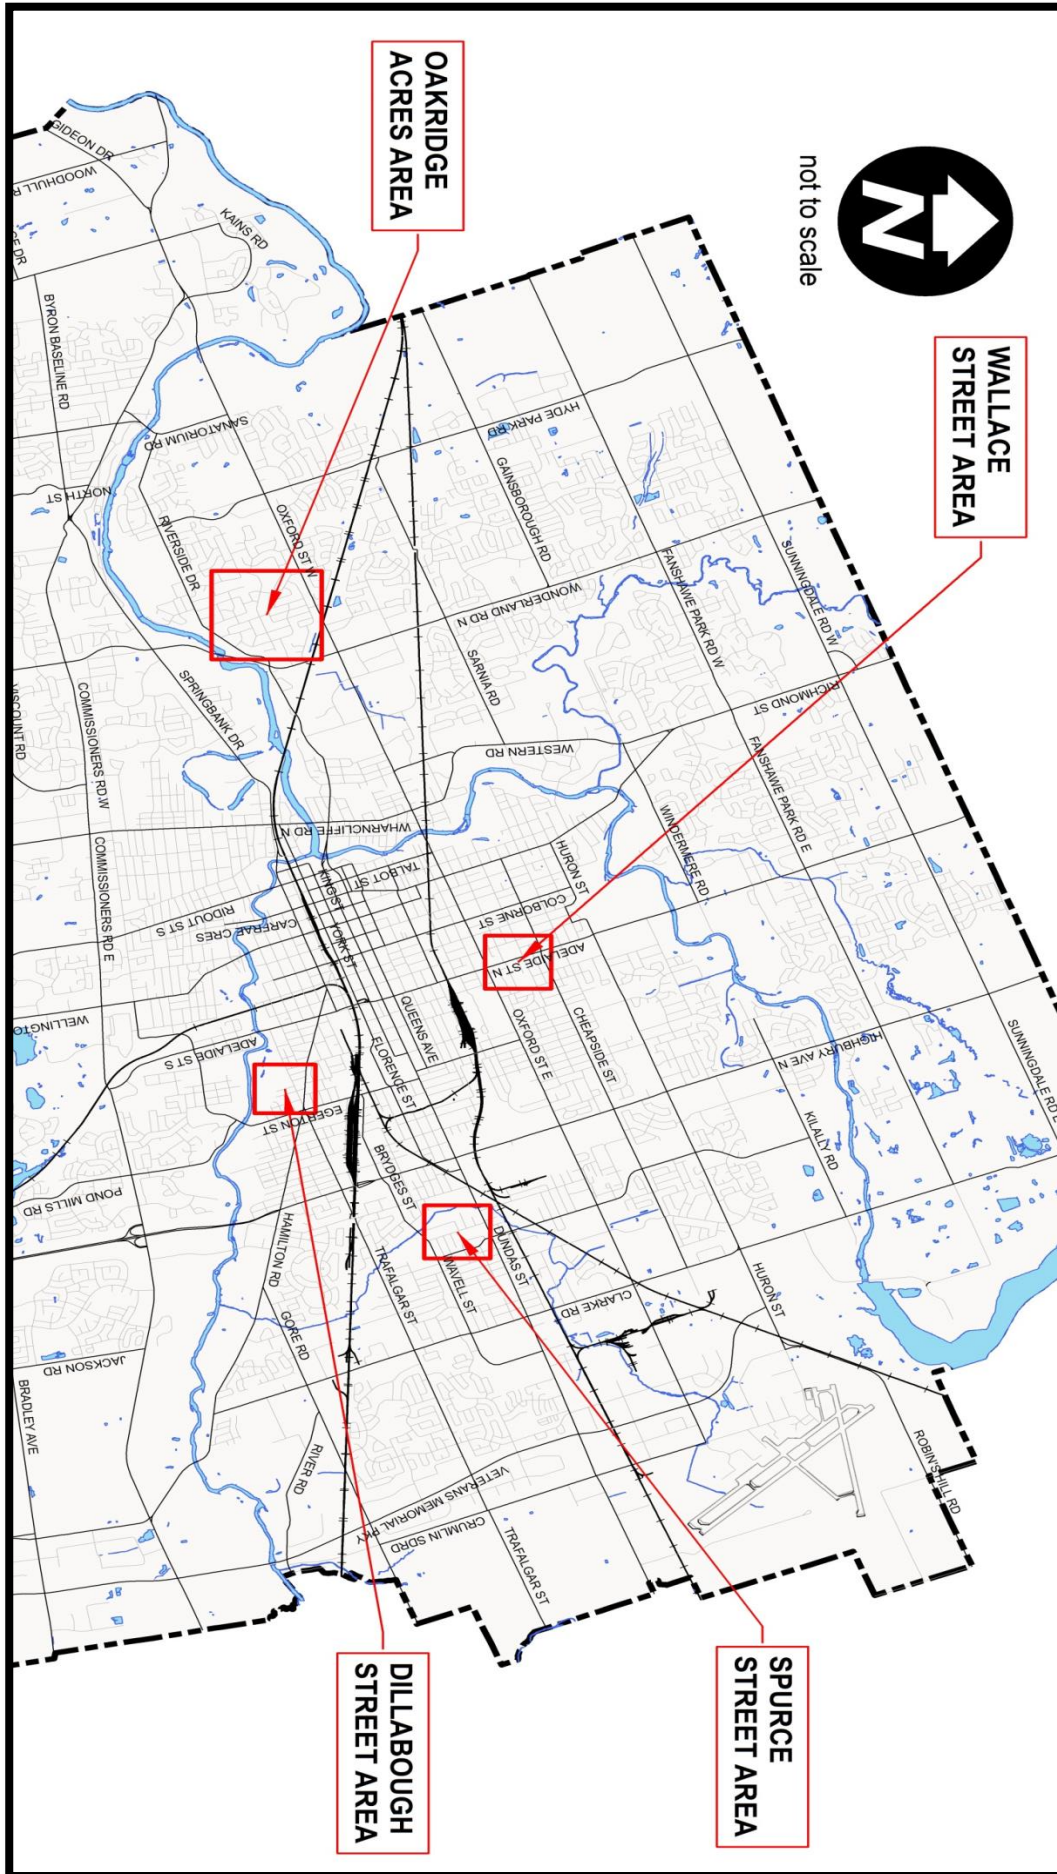 N
not to scale
OAKRIDGE
ACRES AREA
WALLACE
STREET AREA
SPURCE
STREET AREA
DILLABOUGH
STREET AREA
GIDEON DR
KAINS RD
BYRON BASELINE RD
SANATORIUM RD
NORTH ST
RIVERSIDE DR
OXFORD ST W
HYDE PARK RD
GAINSBOROUGH RD
FANSHAWE PARK RD W
SUNNINGDALE RD W
WONDERLAND RD N
SARNIA RD
RICHMOND ST
WESTERN RD
SPRINGBANK DR
COMMISSIONERS RD W
VISCOUNT RD
WHARNCLIFFE RD N
FANSHAWE PARK RD E
WINDERMERE RD
HURON ST
COLBORNE ST
TALBOT ST
KING ST
YORK ST
RIDOUT ST S
CARFRAE CRES
COMMISSIONERS RD E
ADELAIDE ST N
QUEENS AVE
OXFORD ST E
CHEAPSIDE ST
HIGHBURY AVE N
SUNNINGDALE RD E
KILALLY RD
WELLINGTON
ADELAIDE ST S
FLORENCE ST
EGERTON ST
BRYDGES ST
POND MILLS RD
HAMILTON RD
TRAFALGAR ST
WAVELL ST
DUNDAS ST
CLARKE RD
HURON ST
GORE RD
JACKSON RD
BRADLEY AVE
RIVER RD
VETERANS MEMORIAL PKY
CRUMLIN SDRD
TRAFALGAR ST
ROBIN'S HILL RD